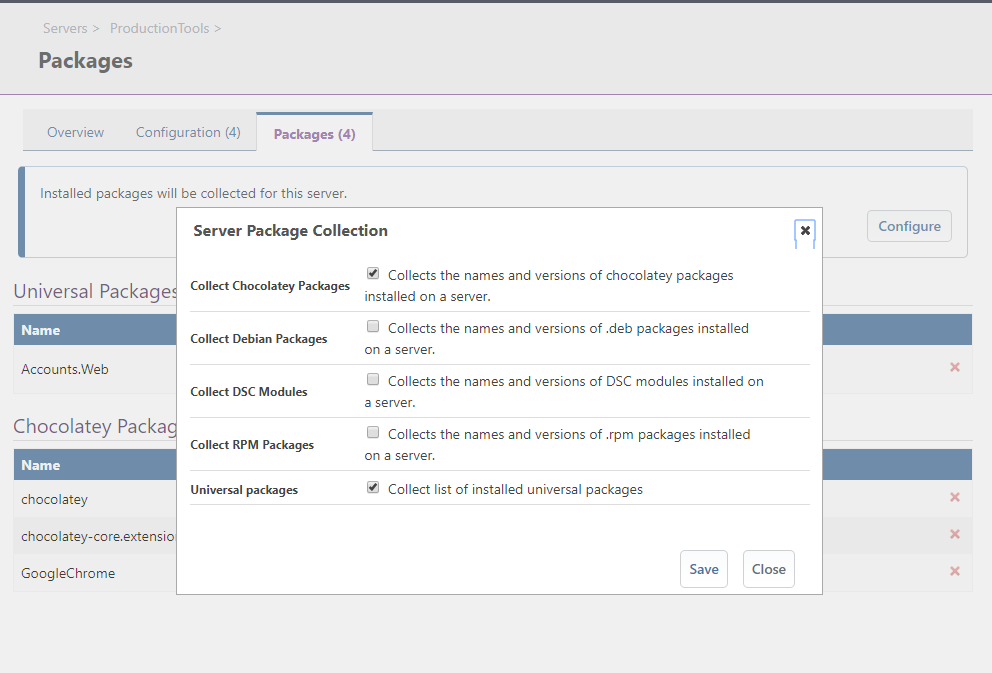 Servers > ProductionTools >
Packages
Overview Configuration (4) Packages (4)
Installed packages will be collected for this server.
Configure
Server Package Collection
Collect Chocolatey Packages
Collects the names and versions of chocolatey packages
installed on a server.
Collect Debian Packages
Collects the names and versions of .deb packages installed
on a server.
Collect DSC Modules
Collects the names and versions of DSC modules installed on
a server.
Collect RPM Packages
Collects the names and versions of .rpm packages installed
on a server.
Universal packages
Collect list of installed universal packages
Save Close
Universal Packages
Name
Accounts.Web
Chocolatey Packag
Name
chocolatey
chocolatey-core.extension
GoogleChrome